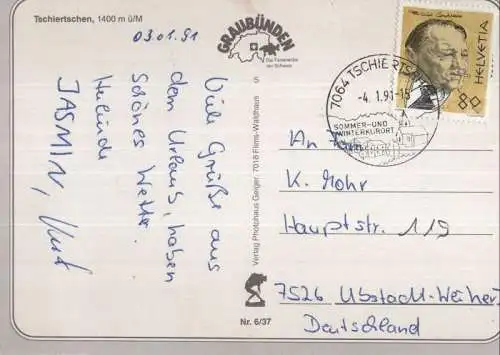 Tschiertschen, 1400 m ü/M
03.01.91
Viele Grüße aus
dem Urlaub, haben
Schönes Wetter.
JASMIN,
GRAUBÜNDEN
Die Ferienecke
der Schweiz
S
Verlag Photohaus Geiger, 7018 Flims-Waldhaus
Nr. 6/37
7064 TSCHIERTSCHEN
-4.1.91-15
SOMMER- UND
WINTERKURORT
HELVETIA
80
An Fam.
K. Mohr
Hauptstr. 119
7526 Ubstadt-Weiher
Deutschland